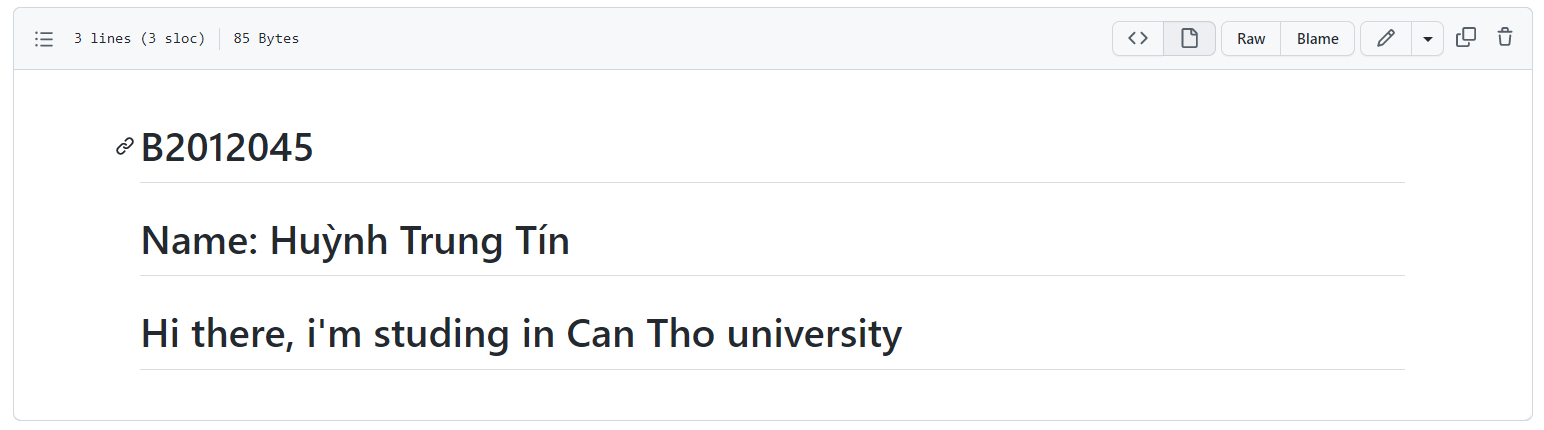 3 lines (3 sloc) 85 Bytes Raw Blame
B2012045
Name: Huỳnh Trung Tín
Hi there, i'm studing in Can Tho university